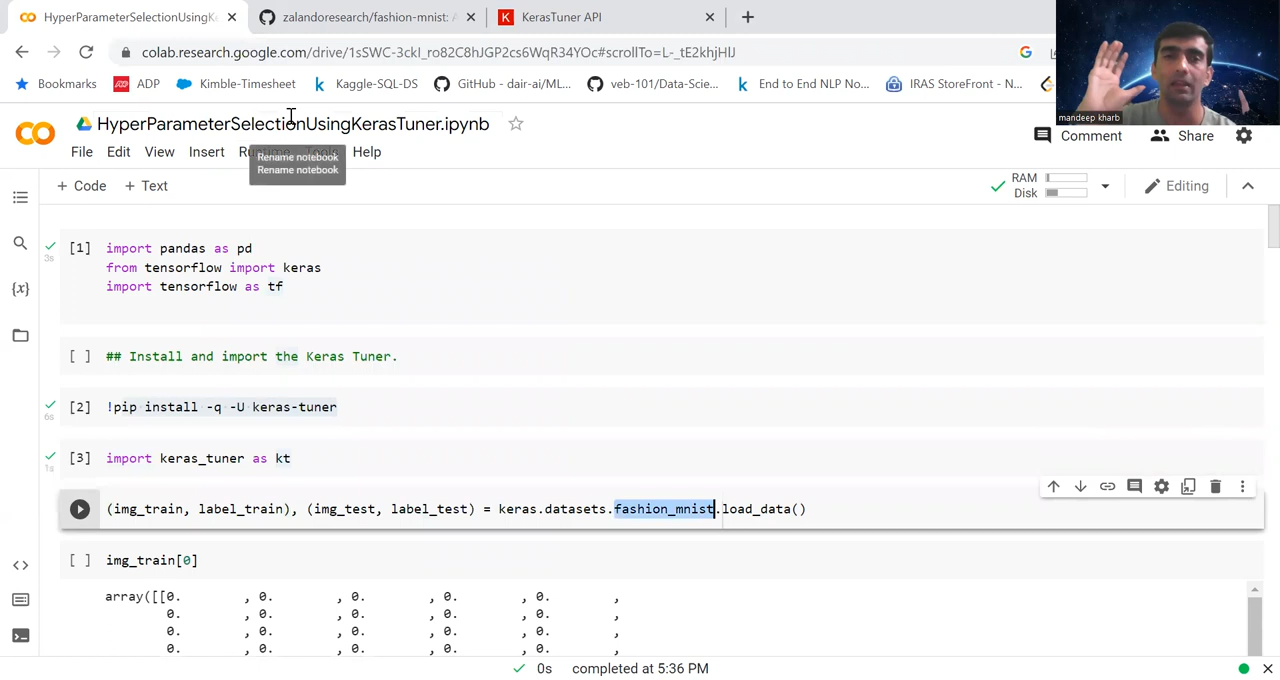 HyperParameterSelectionUsingKe
zalandoresearch/fashion-mnist: A
KerasTuner API
colab.research.google.com/drive/1sSWC-3ckI_ro82C8hJGP2cs6WqR34YOc#scrollTo=L-_tE2khjHlJ
Bookmarks
ADP
Kimble-Timesheet
Kaggle-SQL-DS
GitHub - dair-ai/ML...
veb-101/Data-Scie...
End to End NLP No...
IRAS StoreFront - N...
mandeep kharb
HyperParameterSelectionUsingKerasTuner.ipynb
Comment
Share
File Edit View Insert Runtime Tools Help
Rename notebook
Rename notebook
+ Code + Text
RAM
Disk
Editing
[1] import pandas as pd
3s
from tensorflow import keras
import tensorflow as tf
[ ] ## Install and import the Keras Tuner.
[2] !pip install -q -U keras-tuner
6s
[3] import keras_tuner as kt
1s
(img_train, label_train), (img_test, label_test) = keras.datasets.fashion_mnist.load_data()
[ ] img_train[0]
array([[0. , 0. , 0. , 0. , 0. ,
0. , 0. , 0. , 0. , 0. ,
0. , 0. , 0. , 0. , 0. ,
0. , 0. , 0. , 0. , 0. ,
0s completed at 5:36 PM